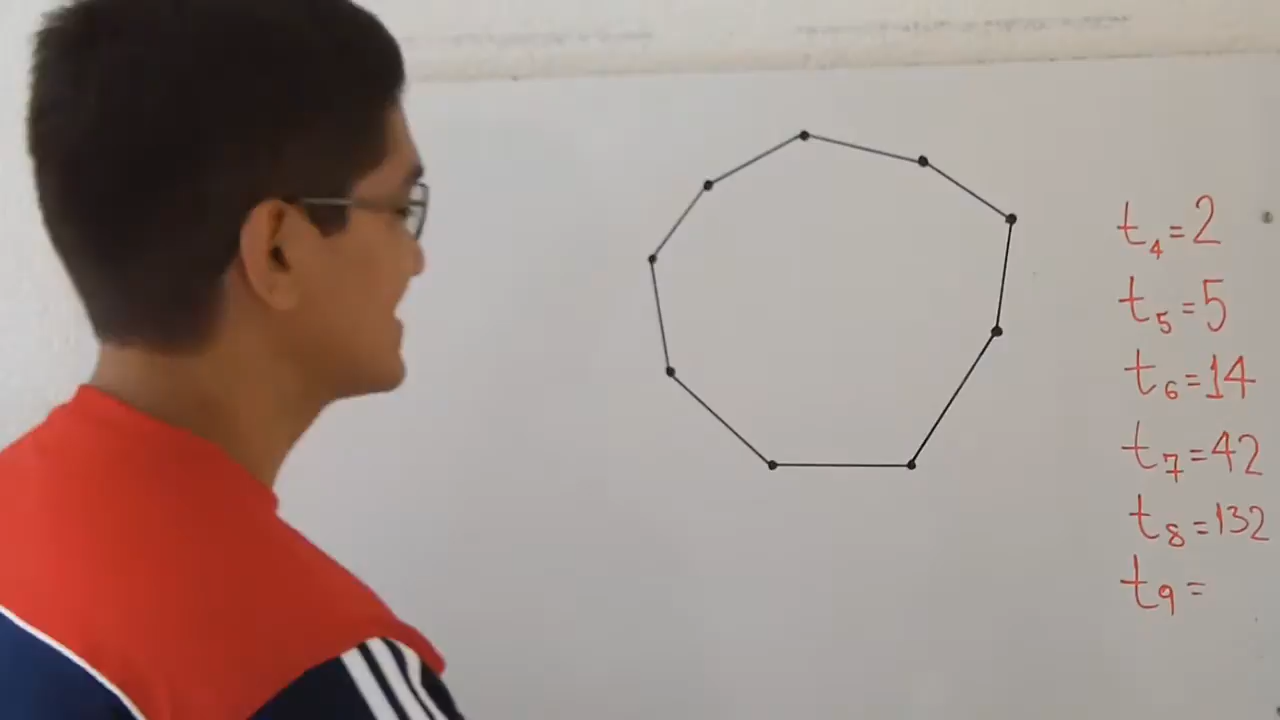 t₄=2
t₅=5
t₆=14
t₇=42
t₈=132
t₉=